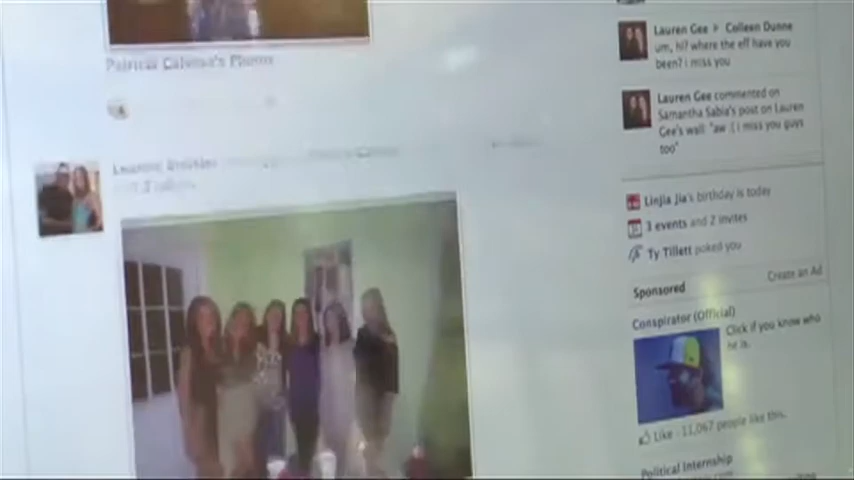 Photos
Lauren Gee ▸ Colleen Dunne
um, hi? where the eff have you
been? i miss you
Lauren Gee commented on
Samantha Sabia's post on Lauren
Gee's wall: "aw :( i miss you guys
too"
Linjia Jia's birthday is today
3 events and 2 invites
Ty Tillett poked you
Sponsored
Create an Ad
Conspirator (Official)
Click if you know who
he is.
Like · 11,067 people like this.
Political Internship